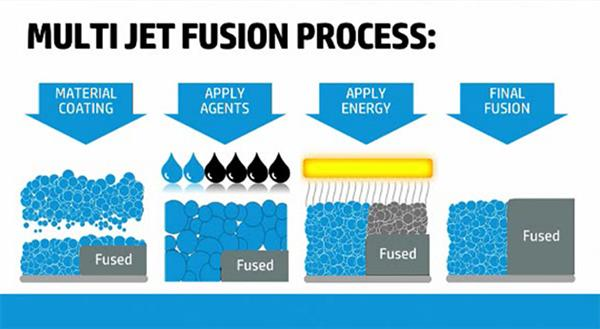 MULTI JET FUSION PROCESS:
MATERIAL
COATING
APPLY
AGENTS
APPLY
ENERGY
FINAL
FUSION
Fused
Fused
Fused
Fused